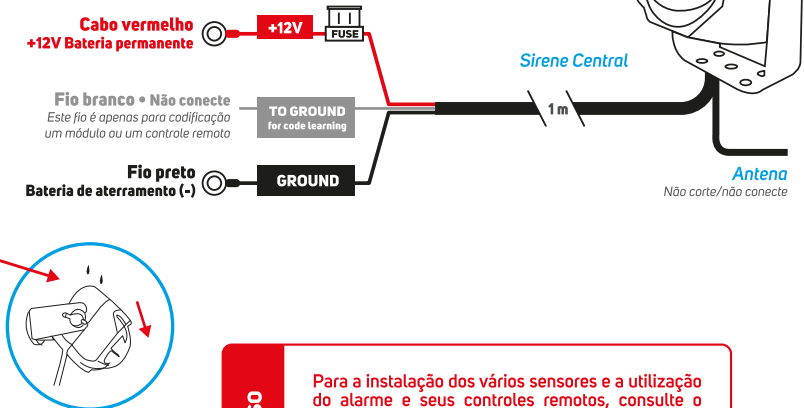 Cabo vermelho
+12V Bateria permanente
+12V
FUSE
Sirene Central
Fio branco • Não conecte
Este fio é apenas para codificação
um módulo ou um controle remoto
TO GROUND
for code learning
1 m
Fio preto
Bateria de aterramento (-)
GROUND
Antena
Não corte/não conecte
Para a instalação dos vários sensores e a utilização
do alarme e seus controles remotos, consulte o